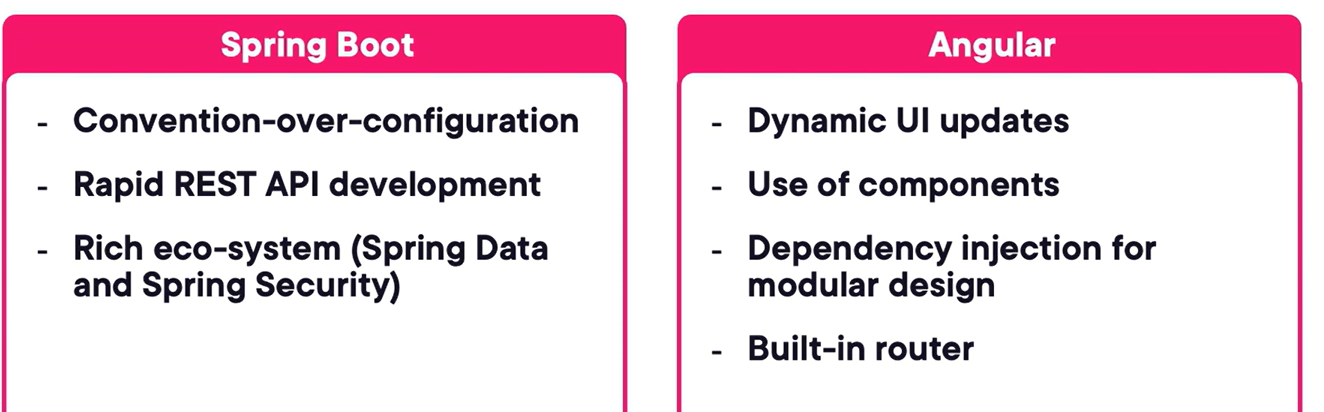 Spring Boot
- Convention-over-configuration
- Rapid REST API development
- Rich eco-system (Spring Data
and Spring Security)
Angular
- Dynamic UI updates
- Use of components
- Dependency injection for
modular design
- Built-in router